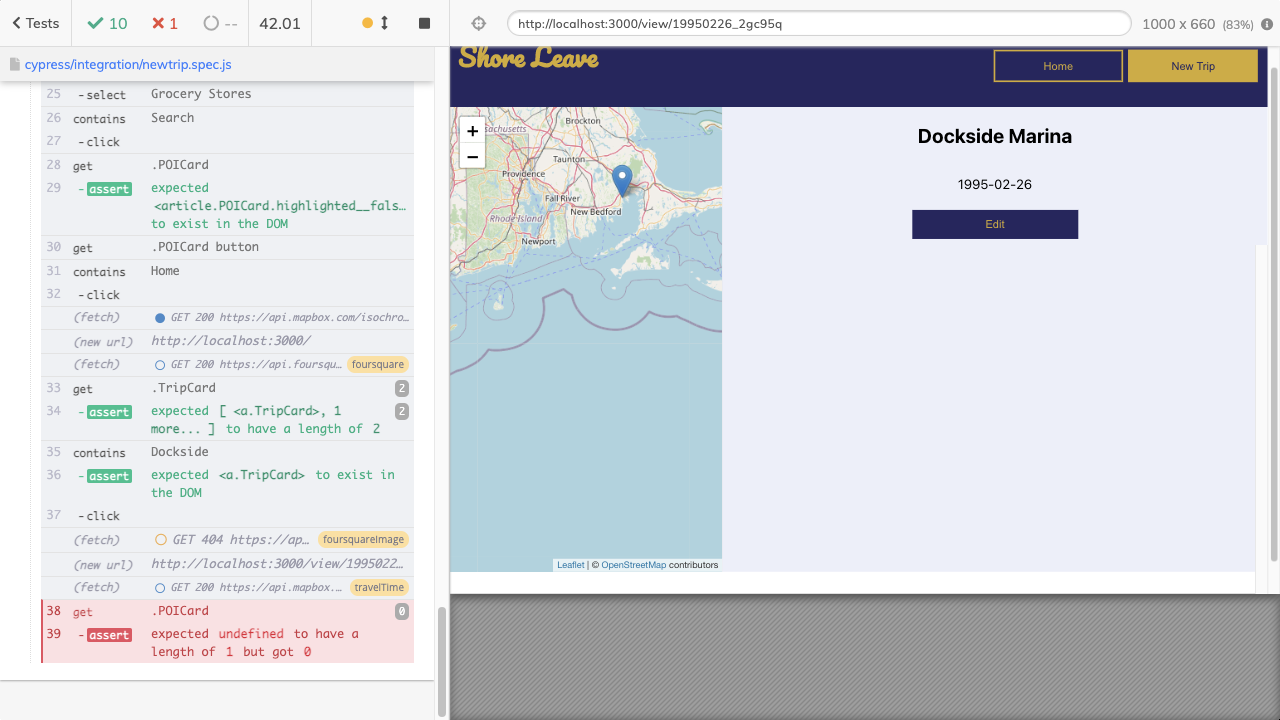 Tests
10
1
--
42.01
http://localhost:3000/view/19950226_2gc95q
1000 x 660 (83%)
cypress/integration/newtrip.spec.js
25 -select Grocery Stores
26 contains Search
27 -click
28 get .POICard
29 -assert expected
<article.POICard.highlighted__fals…
to exist in the DOM
30 get .POICard button
31 contains Home
32 -click
(fetch) GET 200 https://api.mapbox.com/isochro…
(new url) http://localhost:3000/
(fetch) GET 200 https://api.foursqu… foursquare
33 get .TripCard 2
34 -assert expected [ <a.TripCard>, 1 2
more... ] to have a length of 2
35 contains Dockside
36 -assert expected <a.TripCard> to exist in
the DOM
37 -click
(fetch) GET 404 https://ap… foursquareImage
(new url) http://localhost:3000/view/1995022…
(fetch) GET 200 https://api.mapbox.… travelTime
38 get .POICard 0
39 -assert expected undefined to have a
length of 1 but got 0
Shore Leave
Home
New Trip
+
−
sachusetts
Brockton
Taunton
Providence
Fall River
New Bedford
Rhode Island
Newport
Leaflet | © OpenStreetMap contributors
Dockside Marina
1995-02-26
Edit